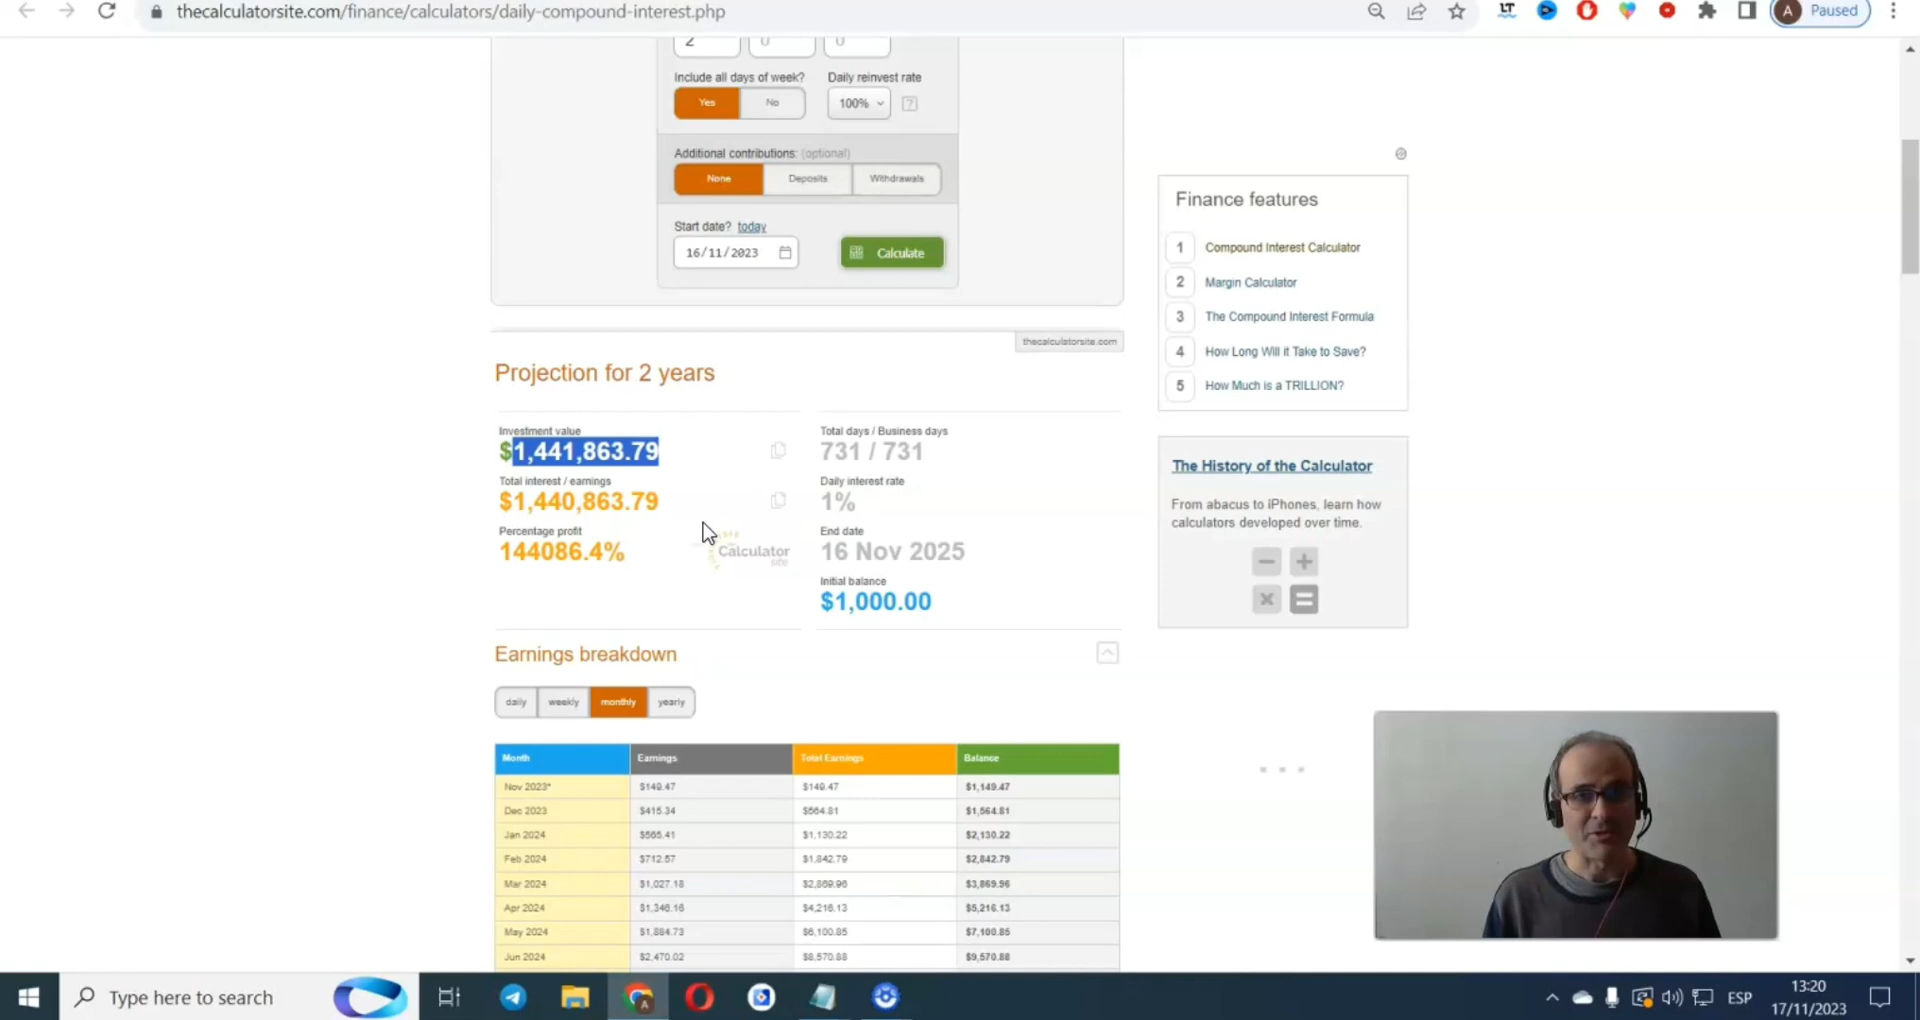 thecalculatorsite.com/finance/calculators/daily-compound-interest.php
A Paused
2 0 0
Include all days of week? Daily reinvest rate
Yes No 100% ?
Additional contributions: (optional)
None Deposits Withdrawals
Start date? today
16/11/2023 Calculate
thecalculatorsite.com
Projection for 2 years
Investment value
$1,441,863.79
Total interest / earnings
$1,440,863.79
Percentage profit
144086.4%
Calculator
site
Total days / Business days
731 / 731
Daily interest rate
1%
End date
16 Nov 2025
Initial balance
$1,000.00
Earnings breakdown
daily weekly monthly yearly
Month Earnings Total Earnings Balance
Nov 2023* $149.47 $149.47 $1,149.47
Dec 2023 $415.34 $564.81 $1,564.81
Jan 2024 $565.41 $1,130.22 $2,130.22
Feb 2024 $712.57 $1,842.79 $2,842.79
Mar 2024 $1,027.18 $2,869.96 $3,869.96
Apr 2024 $1,346.16 $4,216.13 $5,216.13
May 2024 $1,884.73 $6,100.85 $7,100.85
Jun 2024 $2,470.02 $8,570.88 $9,570.88
Finance features
1 Compound Interest Calculator
2 Margin Calculator
3 The Compound Interest Formula
4 How Long Will it Take to Save?
5 How Much is a TRILLION?
The History of the Calculator
From abacus to iPhones, learn how
calculators developed over time.
Type here to search
A
ESP
13:20
17/11/2023